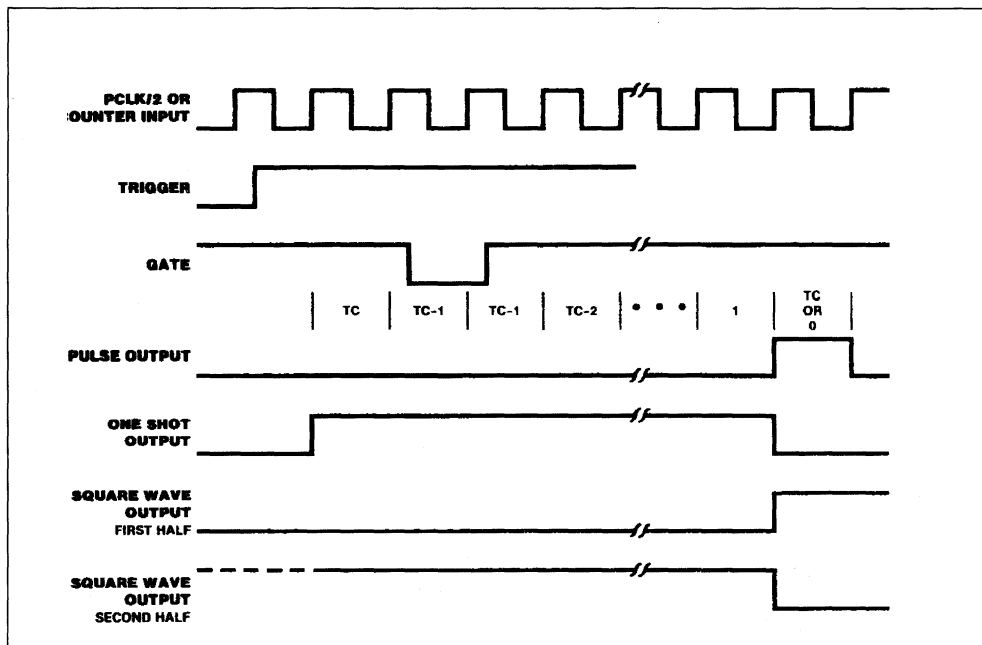 PCLK/2 OR
OUNTER INPUT
TRIGGER
GATE
TC TC-1 TC-1 TC-2 • • • 1 TC
OR
0
PULSE OUTPUT
ONE SHOT
OUTPUT
SQUARE WAVE
OUTPUT
FIRST HALF
SQUARE WAVE
OUTPUT
SECOND HALF